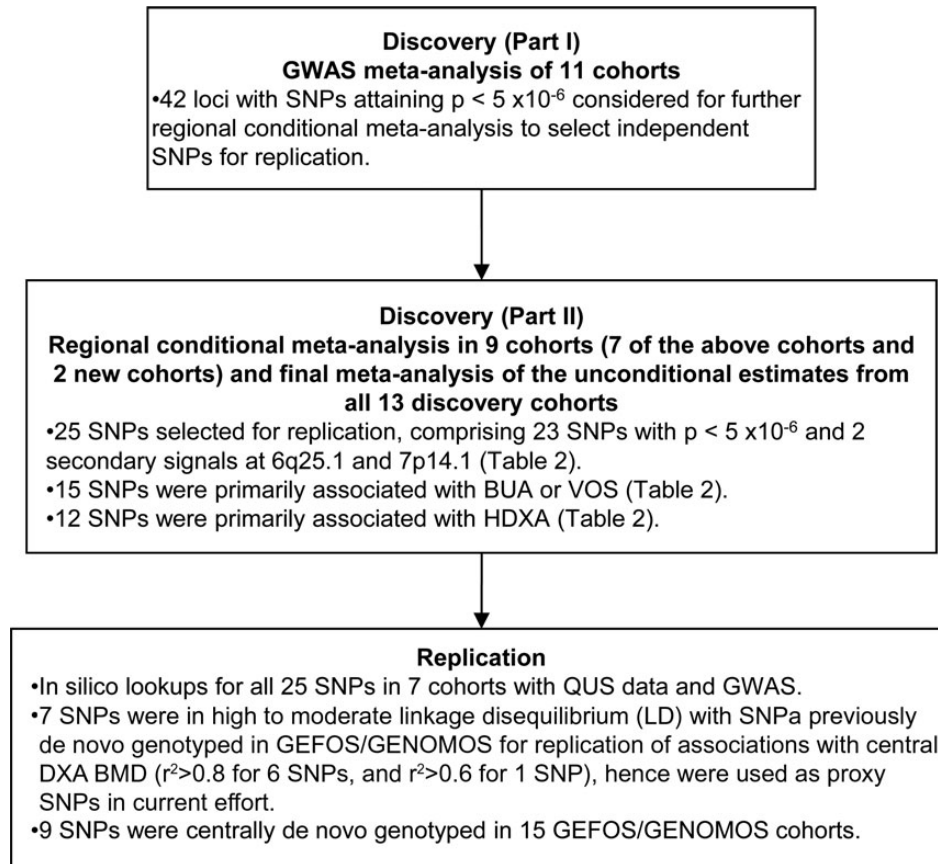 Discovery (Part I)
GWAS meta-analysis of 11 cohorts
•42 loci with SNPs attaining p < 5 x10⁻⁶ considered for further
regional conditional meta-analysis to select independent
SNPs for replication.
Discovery (Part II)
Regional conditional meta-analysis in 9 cohorts (7 of the above cohorts and
2 new cohorts) and final meta-analysis of the unconditional estimates from
all 13 discovery cohorts
•25 SNPs selected for replication, comprising 23 SNPs with p < 5 x10⁻⁶ and 2
secondary signals at 6q25.1 and 7p14.1 (Table 2).
•15 SNPs were primarily associated with BUA or VOS (Table 2).
•12 SNPs were primarily associated with HDXA (Table 2).
Replication
•In silico lookups for all 25 SNPs in 7 cohorts with QUS data and GWAS.
•7 SNPs were in high to moderate linkage disequilibrium (LD) with SNPa previously
de novo genotyped in GEFOS/GENOMOS for replication of associations with central
DXA BMD (r²>0.8 for 6 SNPs, and r²>0.6 for 1 SNP), hence were used as proxy
SNPs in current effort.
•9 SNPs were centrally de novo genotyped in 15 GEFOS/GENOMOS cohorts.